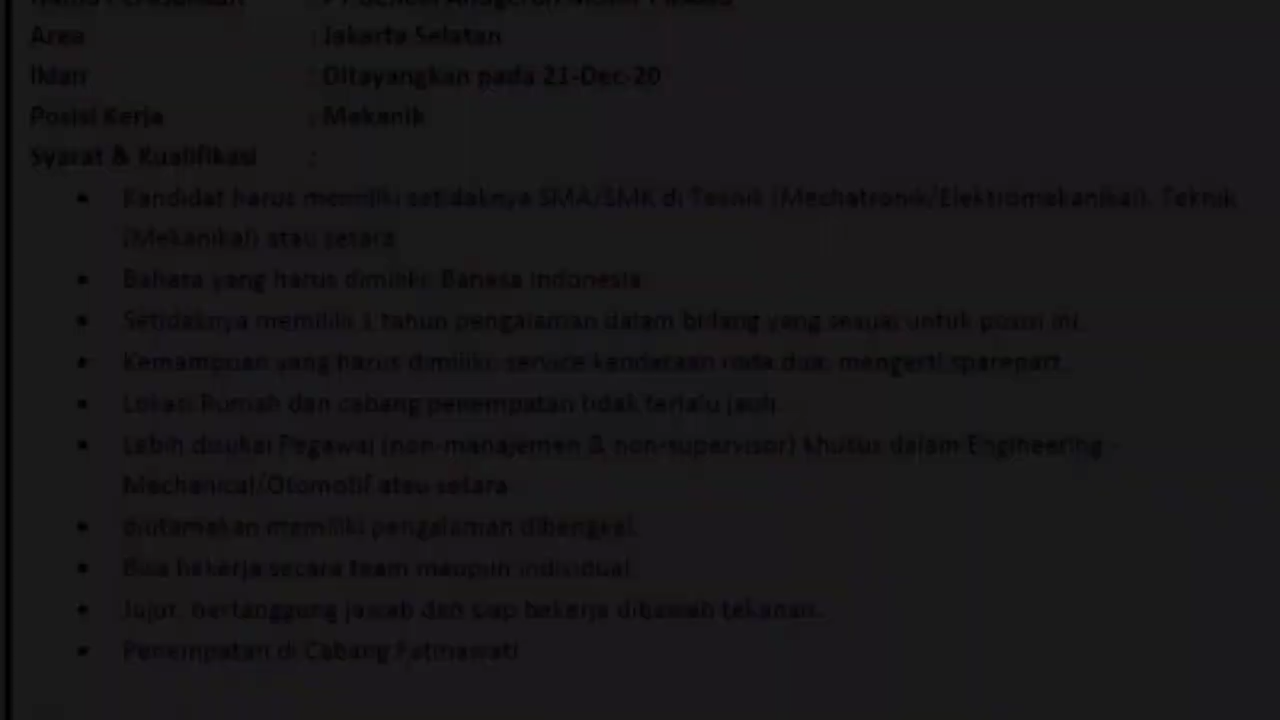 Area : Jakarta Selatan
Iklan : Ditayangkan pada 21-Dec-20
Posisi Kerja : Mekanik
Syarat & Kualifikasi :
• Kandidat harus memiliki setidaknya SMA/SMK di Teknik (Mechatronik/Elektromekanikal), Teknik
(Mekanikal) atau setara
• Bahasa yang harus dimiliki: Bahasa Indonesia
• Setidaknya memiliki 1 tahun pengalaman dalam bidang yang sesuai untuk posisi ini.
• Kemampuan yang harus dimiliki: service kendaraan roda dua, mengerti sparepart.
• Lokasi Rumah dan cabang penempatan tidak terlalu jauh.
• Lebih disukai Pegawai (non-manajemen & non-supervisor) khusus dalam Engineering -
Mechanical/Otomotif atau setara
• diutamakan memiliki pengalaman dibengkel.
• Bisa bekerja secara team maupun individual
• Jujur, bertanggung jawab dan siap bekerja dibawah tekanan.
• Penempatan di Cabang Fatmawati